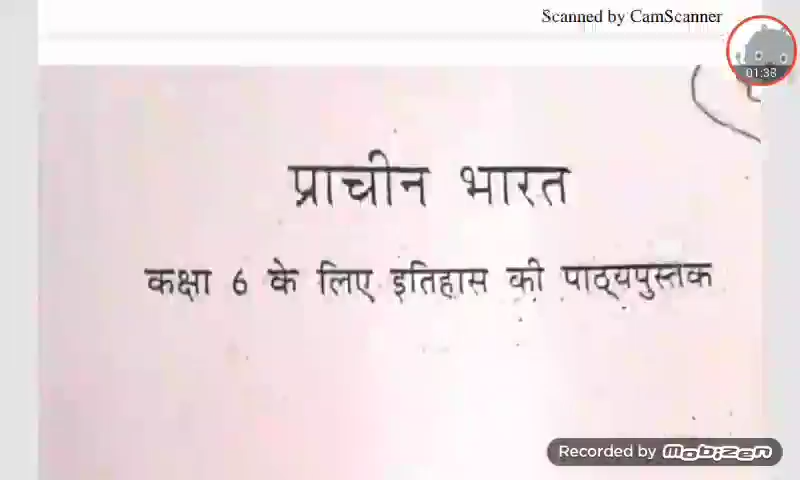 Scanned by CamScanner
01:38
प्राचीन भारत
कक्षा 6 के लिए इतिहास की पाठ्यपुस्तक
Recorded by mobizen